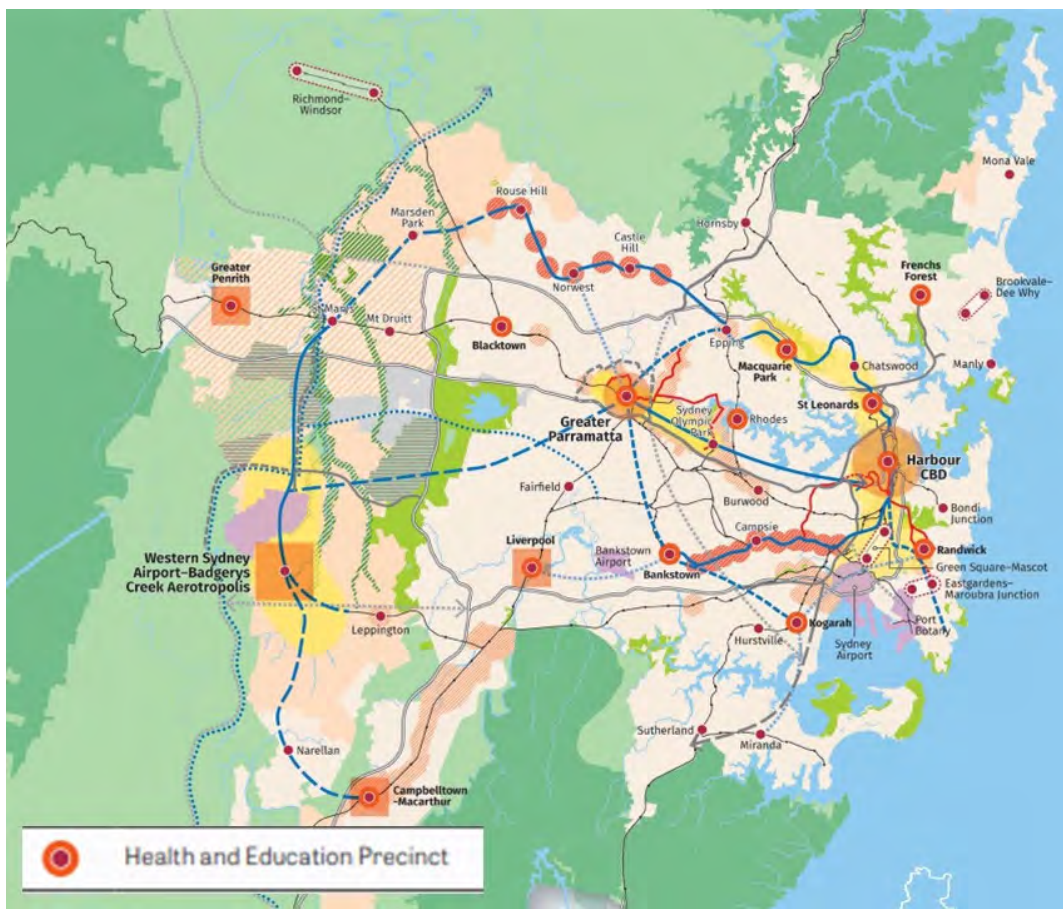 Richmond–
Windsor
Mona Vale
Rouse Hill
Marsden
Park
Castle
Hill
Hornsby
Norwest
Greater
Penrith
Frenchs
Forest
Brookvale–
Dee Why
St Marys
Mt Druitt
Blacktown
Epping
Macquarie
Park
Chatswood
Manly
St Leonards
Greater
Parramatta
Sydney
Olympic
Park
Rhodes
Harbour
CBD
Fairfield
Burwood
Bondi
Junction
Western Sydney
Airport–Badgerys
Creek Aerotropolis
Liverpool
Bankstown
Airport
Bankstown
Campsie
Randwick
Green Square–Mascot
Eastgardens–
Maroubra Junction
Leppington
Hurstville
Kogarah
Sydney
Airport
Port
Botany
Sutherland
Miranda
Narellan
Campbelltown
-Macarthur
Health and Education Precinct